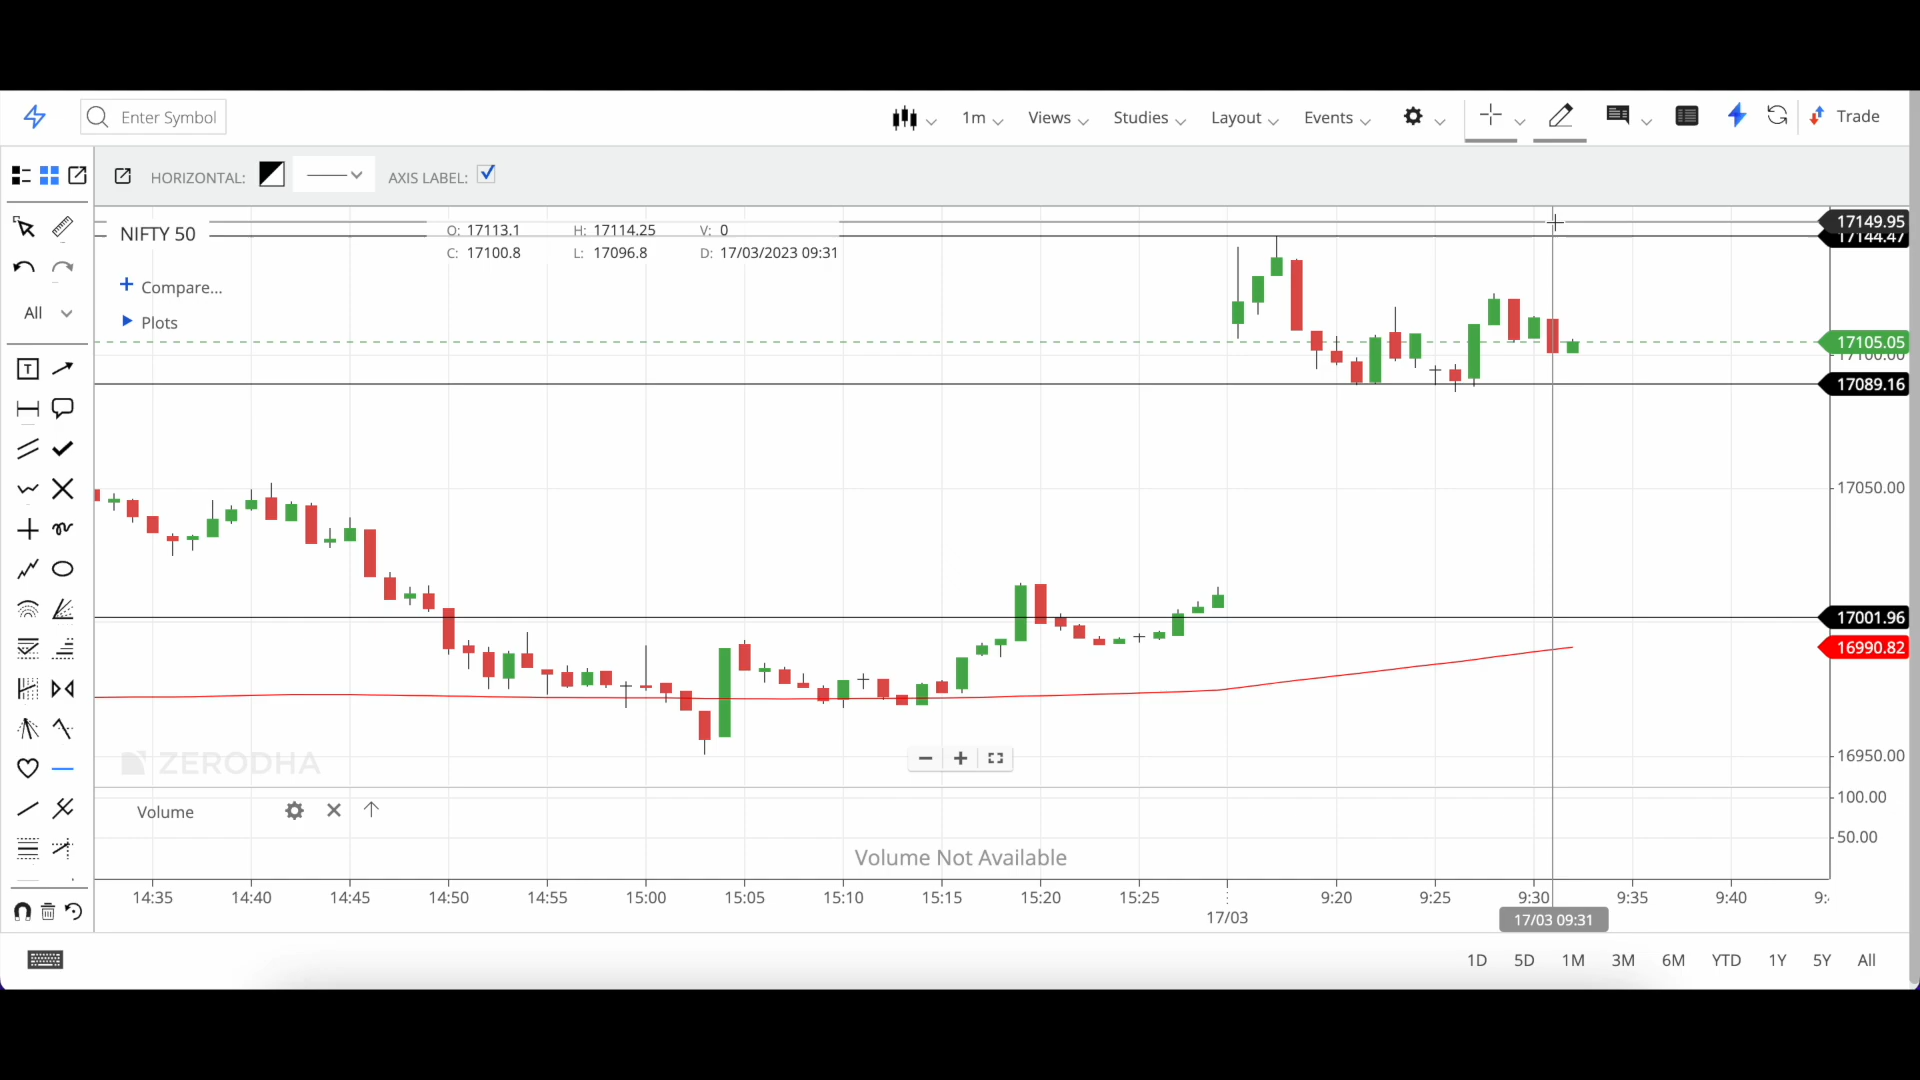 Enter Symbol 1m Views Studies Layout Events Trade
HORIZONTAL: AXIS LABEL:
NIFTY 50 O: 17113.1 H: 17114.25 V: 0
C: 17100.8 L: 17096.8 D: 17/03/2023 09:31
17149.95
17144.47
Compare...
All
Plots
17105.05
17100.00
17089.16
T
17050.00
17001.96
16990.82
16950.00
ZERODHA
100.00
Volume
50.00
Volume Not Available
14:35 14:40 14:45 14:50 14:55 15:00 15:05 15:10 15:15 15:20 15:25 9:20 9:25 9:30 9:35 9:40 9:
17/03 17/03 09:31
1D 5D 1M 3M 6M YTD 1Y 5Y All